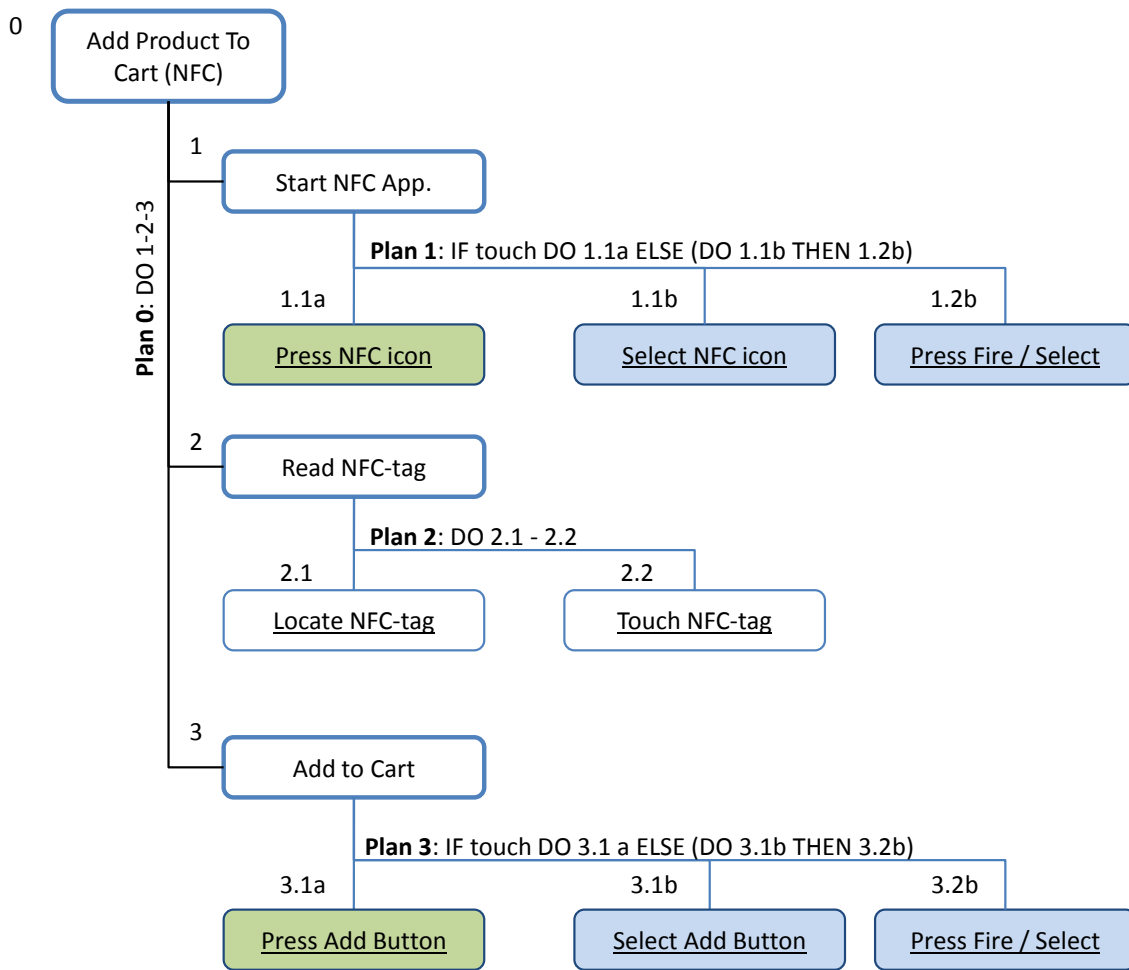 0
Add Product To
Cart (NFC)
1
Start NFC App.
Plan 0: DO 1-2-3
Plan 1: IF touch DO 1.1a ELSE (DO 1.1b THEN 1.2b)
1.1a
1.1b
1.2b
Press NFC icon
Select NFC icon
Press Fire / Select
2
Read NFC-tag
Plan 2: DO 2.1 - 2.2
2.1
2.2
Locate NFC-tag
Touch NFC-tag
3
Add to Cart
Plan 3: IF touch DO 3.1 a ELSE (DO 3.1b THEN 3.2b)
3.1a
3.1b
3.2b
Press Add Button
Select Add Button
Press Fire / Select